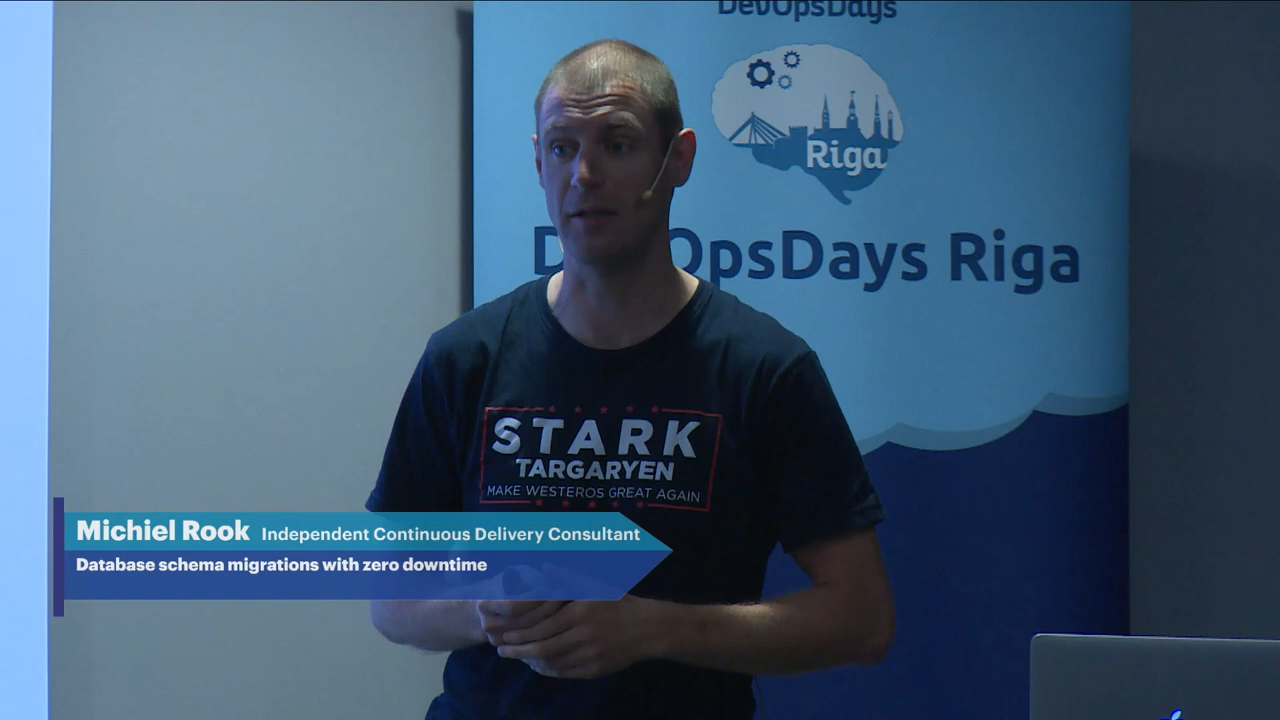 DevOpsDays
Riga
DevOpsDays Riga
STARK
TARGARYEN
MAKE WESTEROS GREAT AGAIN
Michiel Rook Independent Continuous Delivery Consultant
Database schema migrations with zero downtime